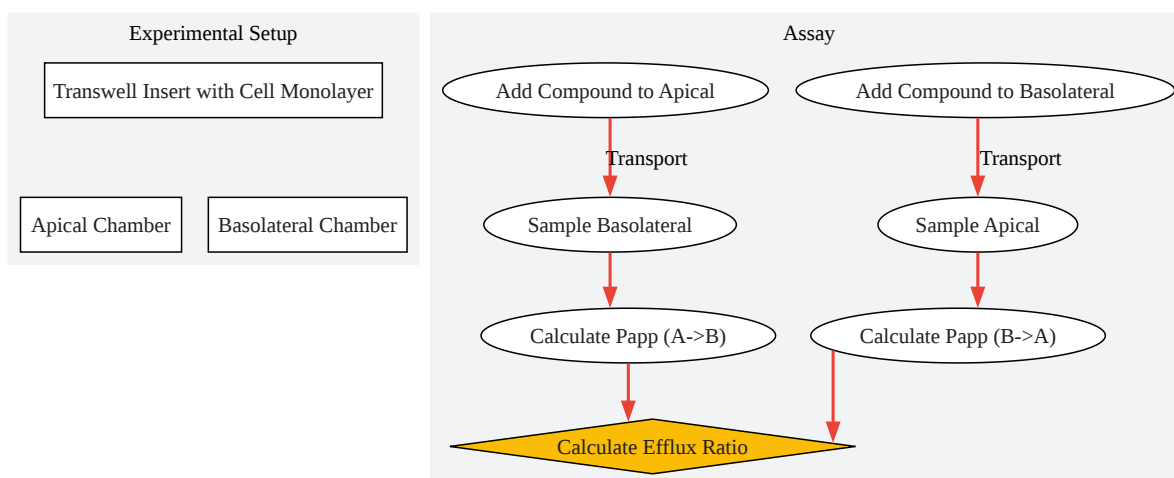 Experimental Setup
Transwell Insert with Cell Monolayer
Apical Chamber
Basolateral Chamber
Assay
Add Compound to Apical
Add Compound to Basolateral
Transport
Transport
Sample Basolateral
Sample Apical
Calculate Papp (A->B)
Calculate Papp (B->A)
Calculate Efflux Ratio